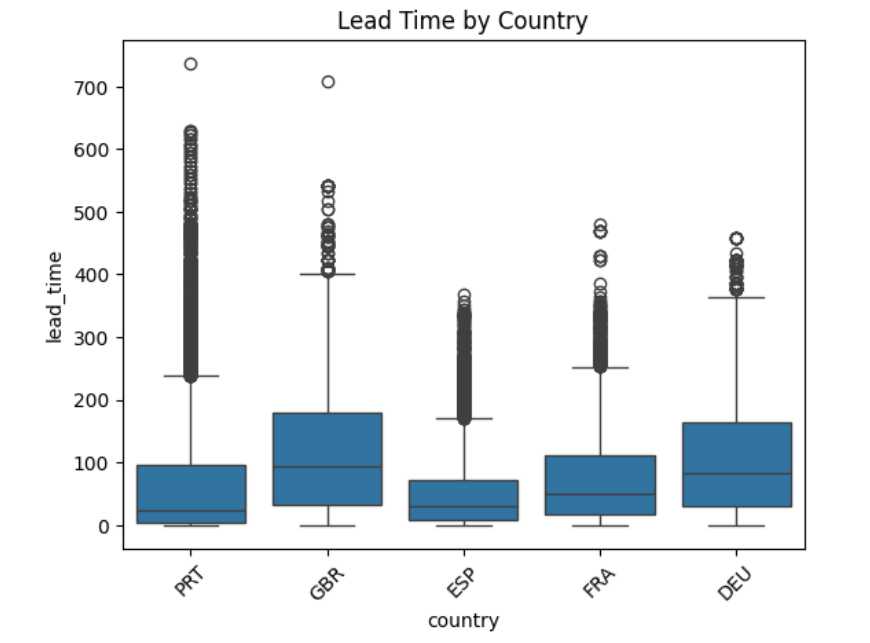 Lead Time by Country
lead_time
700
600
500
400
300
200
100
0
PRT
GBR
ESP
FRA
DEU
country